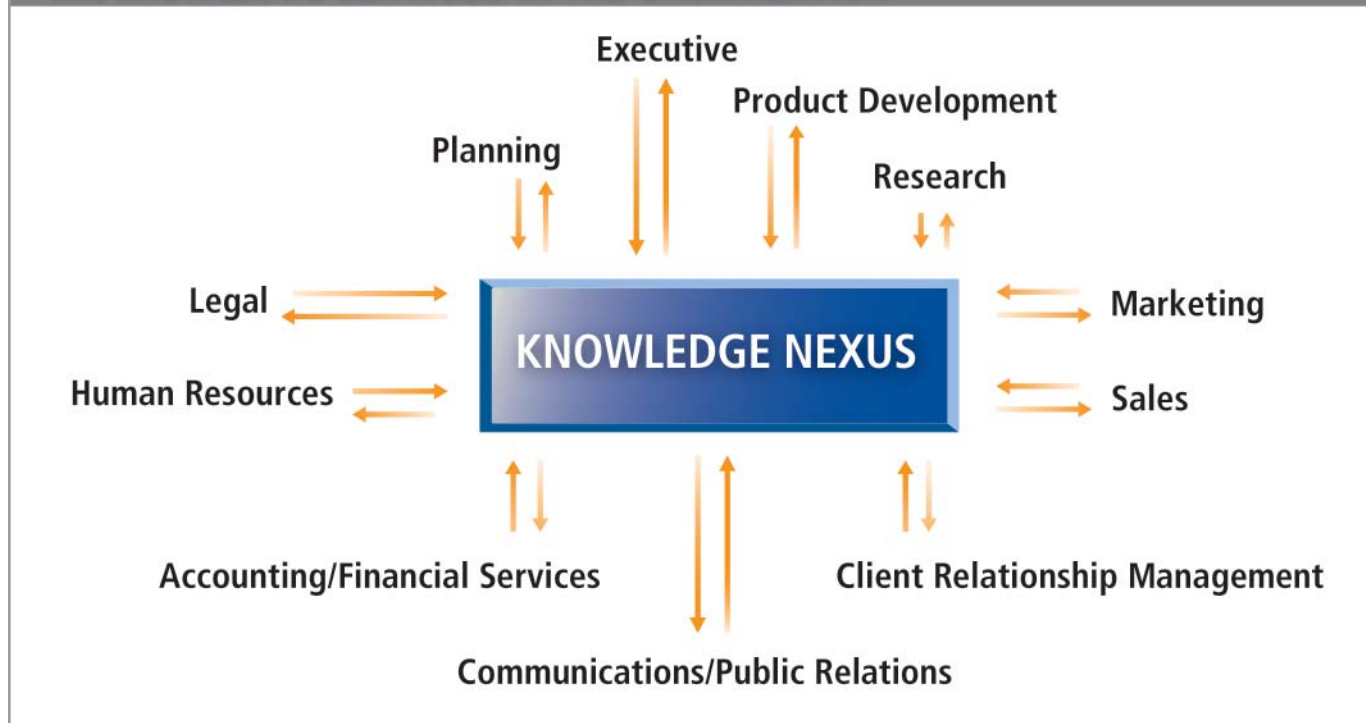 Executive
Product Development
Planning
Research
Legal
Marketing
KNOWLEDGE NEXUS
Human Resources
Sales
Accounting/Financial Services
Client Relationship Management
Communications/Public Relations